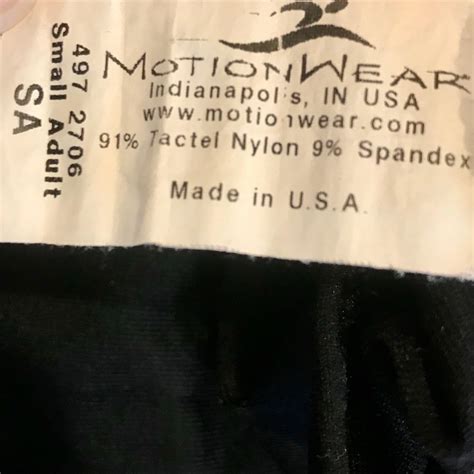 MOTIONWEAR
Indianapolis, IN USA
www.motionwear.com
91% Tactel Nylon 9% Spandex
Made in U.S.A.
497 2706
Small Adult
SA